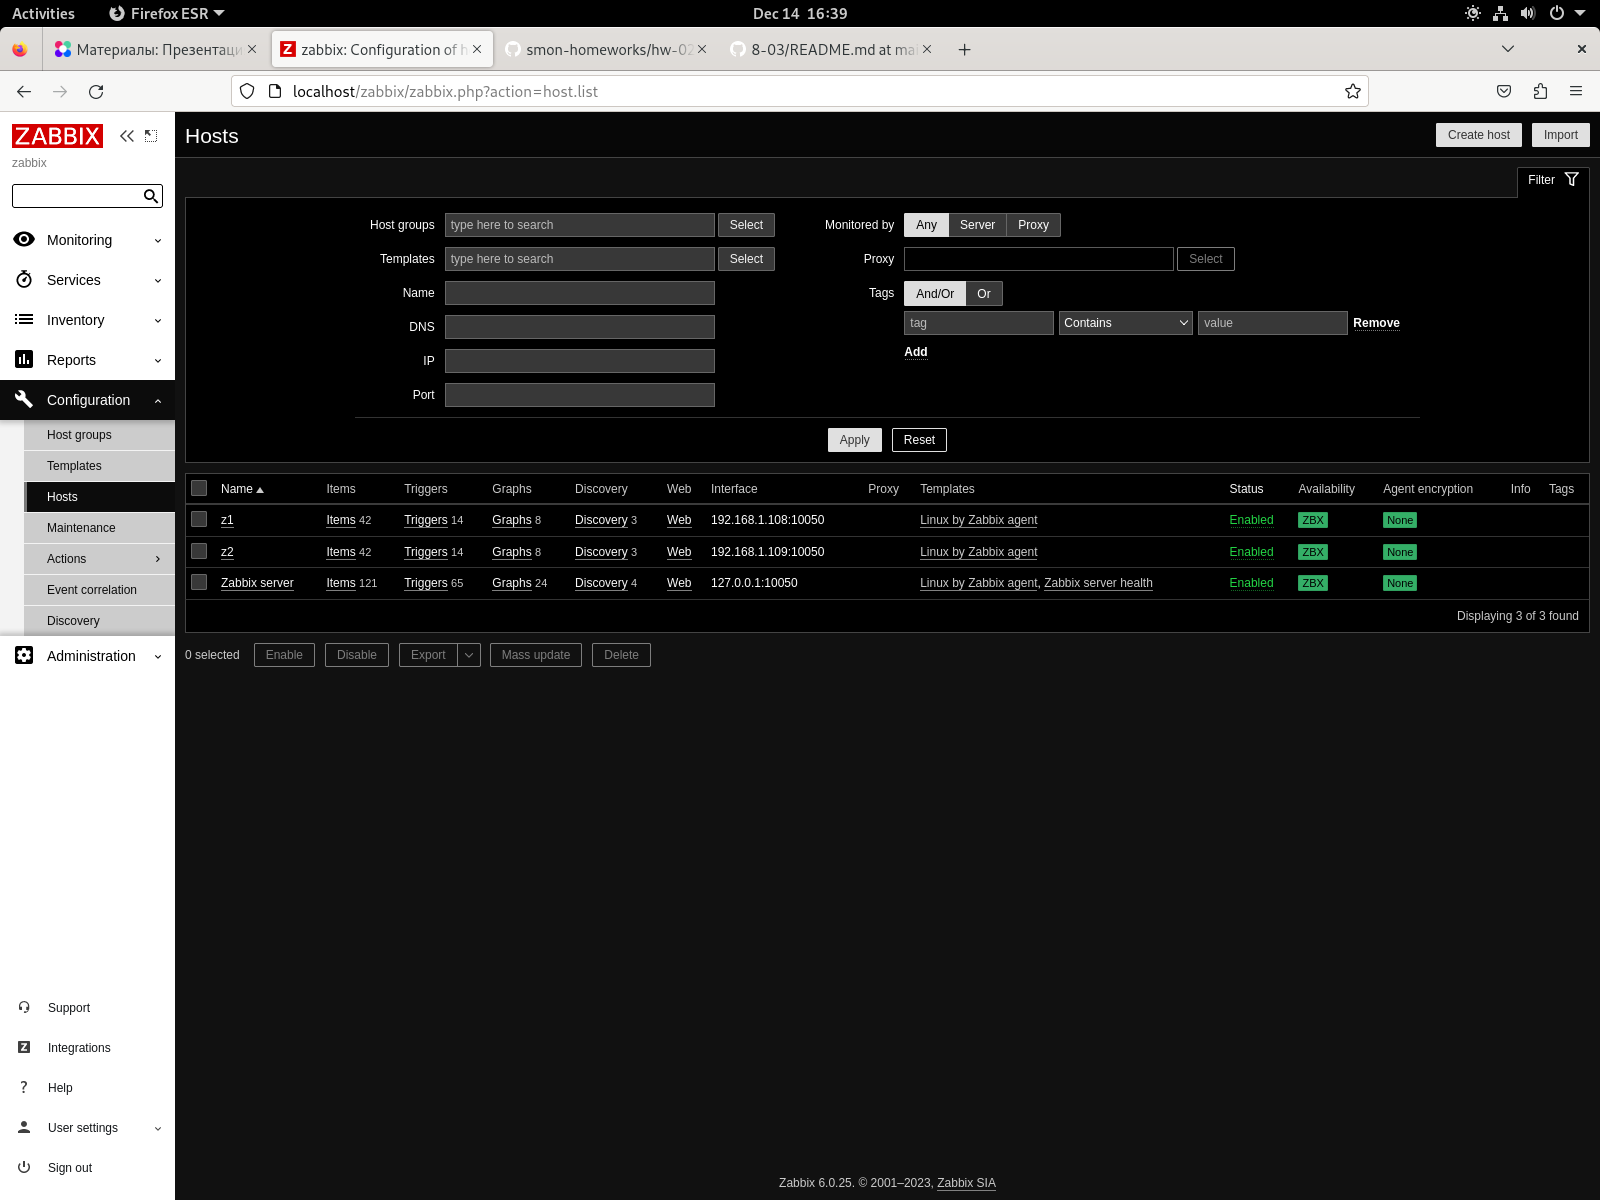 Activities Firefox ESR Dec 14 16:39
Материалы: Презентаци zabbix: Configuration of h smon-homeworks/hw-02 8-03/README.md at mai
localhost/zabbix/zabbix.php?action=host.list
ZABBIX
zabbix
Monitoring
Services
Inventory
Reports
Configuration
Host groups
Templates
Hosts
Maintenance
Actions
Event correlation
Discovery
Administration
Support
Integrations
Help
User settings
Sign out
Hosts Create host Import
Filter
Host groups type here to search Select
Templates type here to search Select
Name
DNS
IP
Port
Monitored by Any Server Proxy
Proxy Select
Tags And/Or Or
tag Contains value Remove
Add
Apply Reset
Name Items Triggers Graphs Discovery Web Interface Proxy Templates Status Availability Agent encryption Info Tags
z1 Items 42 Triggers 14 Graphs 8 Discovery 3 Web 192.168.1.108:10050 Linux by Zabbix agent Enabled ZBX None
z2 Items 42 Triggers 14 Graphs 8 Discovery 3 Web 192.168.1.109:10050 Linux by Zabbix agent Enabled ZBX None
Zabbix server Items 121 Triggers 65 Graphs 24 Discovery 4 Web 127.0.0.1:10050 Linux by Zabbix agent, Zabbix server health Enabled ZBX None
Displaying 3 of 3 found
0 selected Enable Disable Export Mass update Delete
Zabbix 6.0.25. © 2001–2023, Zabbix SIA